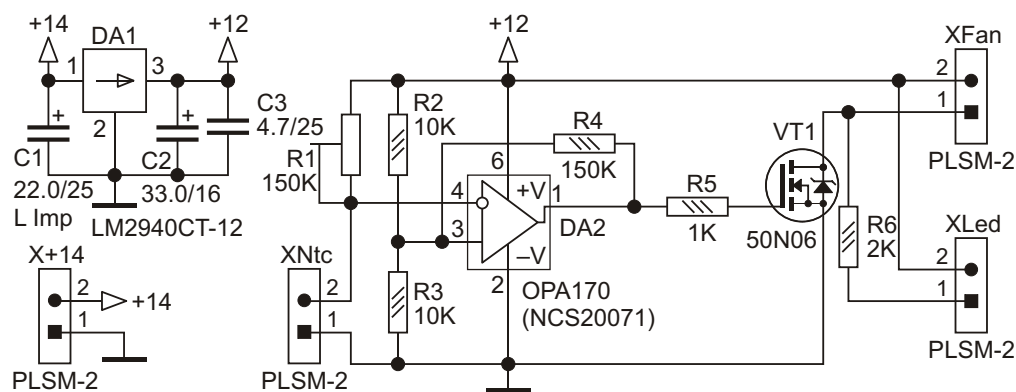 +14
DA1
+12
1
3
2
+
+
C1
22.0/25
L Imp
C2
33.0/16
C3
4.7/25
LM2940CT-12
X+14
2
+14
1
PLSM-2
+12
R1
150K
R2
10K
R3
10K
R4
150K
6
4
+V
1
3
–V
DA2
2
OPA170
(NCS20071)
XNtc
2
1
PLSM-2
R5
1K
VT1
50N06
R6
2K
XFan
2
1
PLSM-2
XLed
2
1
PLSM-2